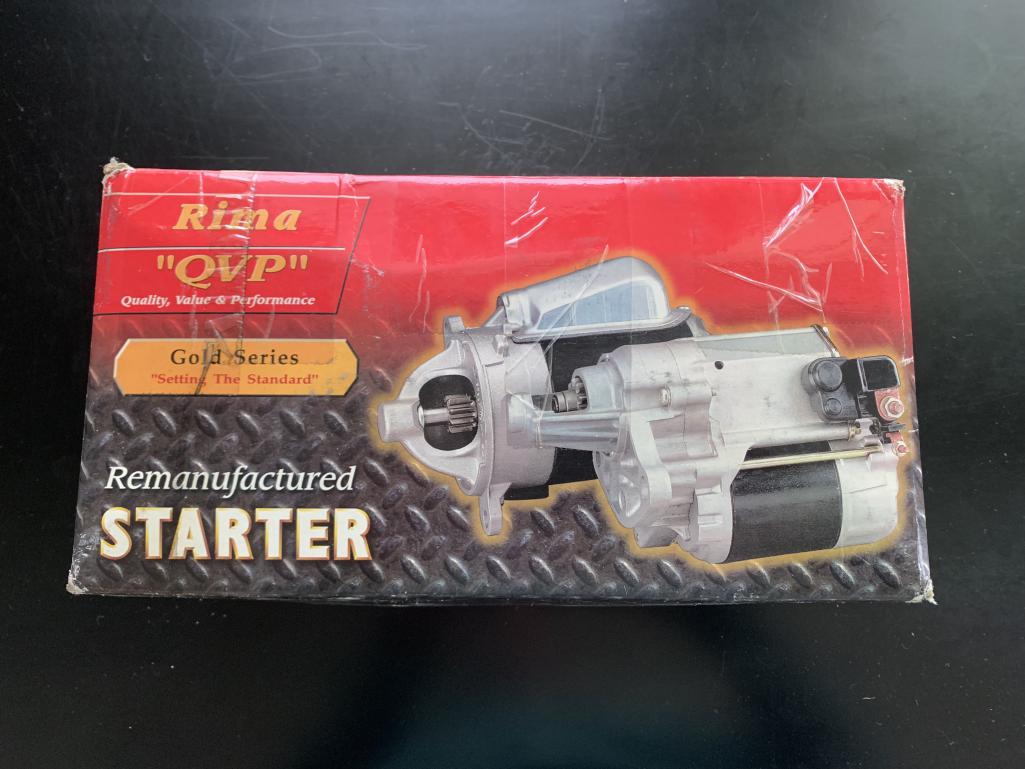 Rima
"QVP"
Quality, Value & Performance
Gold Series
"Setting The Standard"
Remanufactured
STARTER